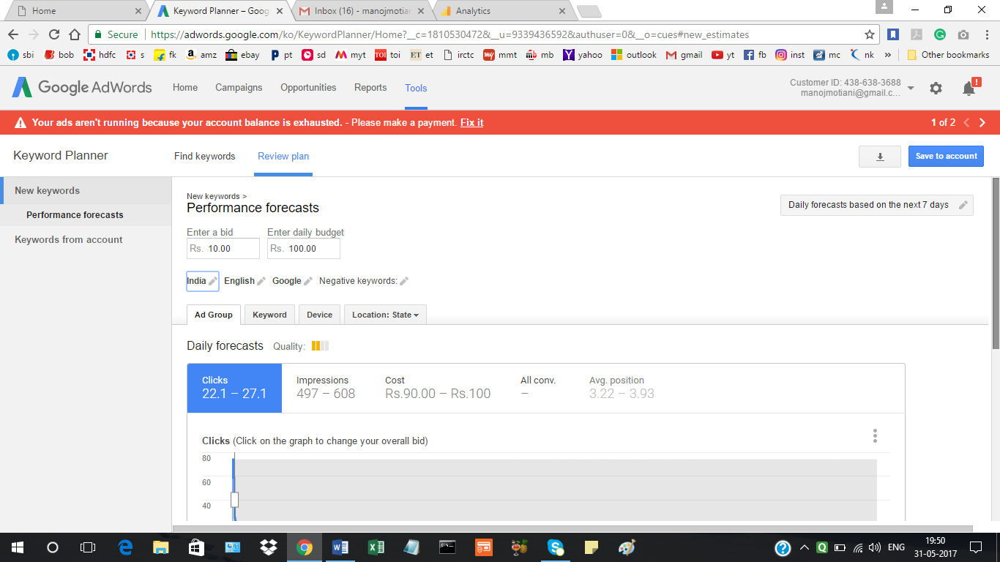 Home
Keyword Planner – Goog
Inbox (16) - manojmotian
Analytics
Secure
https://adwords.google.com/ko/KeywordPlanner/Home?__c=1810530472&__u=9339436592&authuser=0&__o=cues#new_estimates
sbi bob hdfc s fk amz ebay pt sd myt TOI toi ET et irctc my mmt mb mb yahoo outlook gmail yt fb inst mc nk » Other bookmarks
Google AdWords Home Campaigns Opportunities Reports Tools
Customer ID: 438-638-3688
manojmotiani@gmail.c...
Your ads aren't running because your account balance is exhausted. - Please make a payment. Fix it
1 of 2
Keyword Planner Find keywords Review plan
Save to account
New keywords
Performance forecasts
Keywords from account
New keywords >
Performance forecasts
Daily forecasts based on the next 7 days
Enter a bid Enter daily budget
Rs. 10.00 Rs. 100.00
India English Google Negative keywords:
Ad Group Keyword Device Location: State
Daily forecasts Quality:
Clicks Impressions Cost All conv. Avg. position
22.1 – 27.1 497 – 608 Rs.90.00 – Rs.100 – 3.22 – 3.93
Clicks (Click on the graph to change your overall bid)
80
60
40
ENG
19:50
31-05-2017